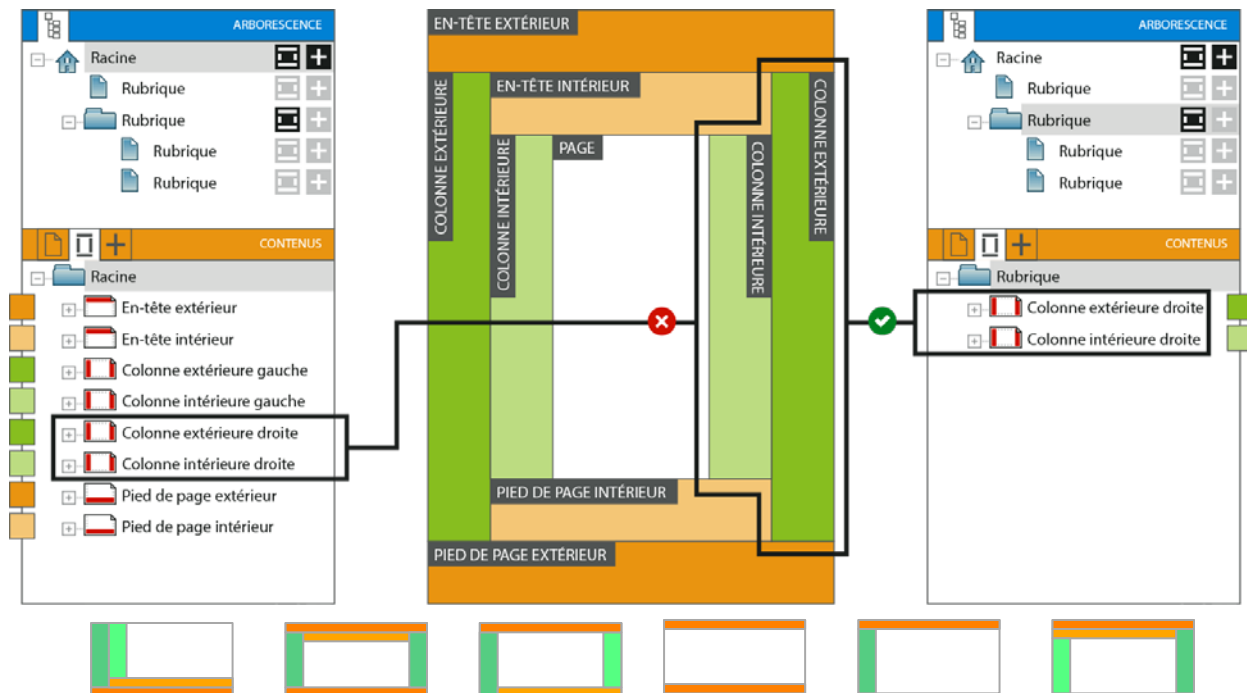 ARBORESCENCE
Racine
Rubrique
Rubrique
Rubrique
Rubrique
CONTENUS
Racine
En-tête extérieur
En-tête intérieur
Colonne extérieure gauche
Colonne intérieure gauche
Colonne extérieure droite
Colonne intérieure droite
Pied de page extérieur
Pied de page intérieur
EN-TÊTE EXTÉRIEUR
COLONNE EXTÉRIEURE
EN-TÊTE INTÉRIEUR
COLONNE EXTÉRIEURE
COLONNE INTÉRIEURE
PAGE
COLONNE INTÉRIEURE
PIED DE PAGE INTÉRIEUR
PIED DE PAGE EXTÉRIEUR
ARBORESCENCE
Racine
Rubrique
Rubrique
Rubrique
Rubrique
CONTENUS
Rubrique
Colonne extérieure droite
Colonne intérieure droite